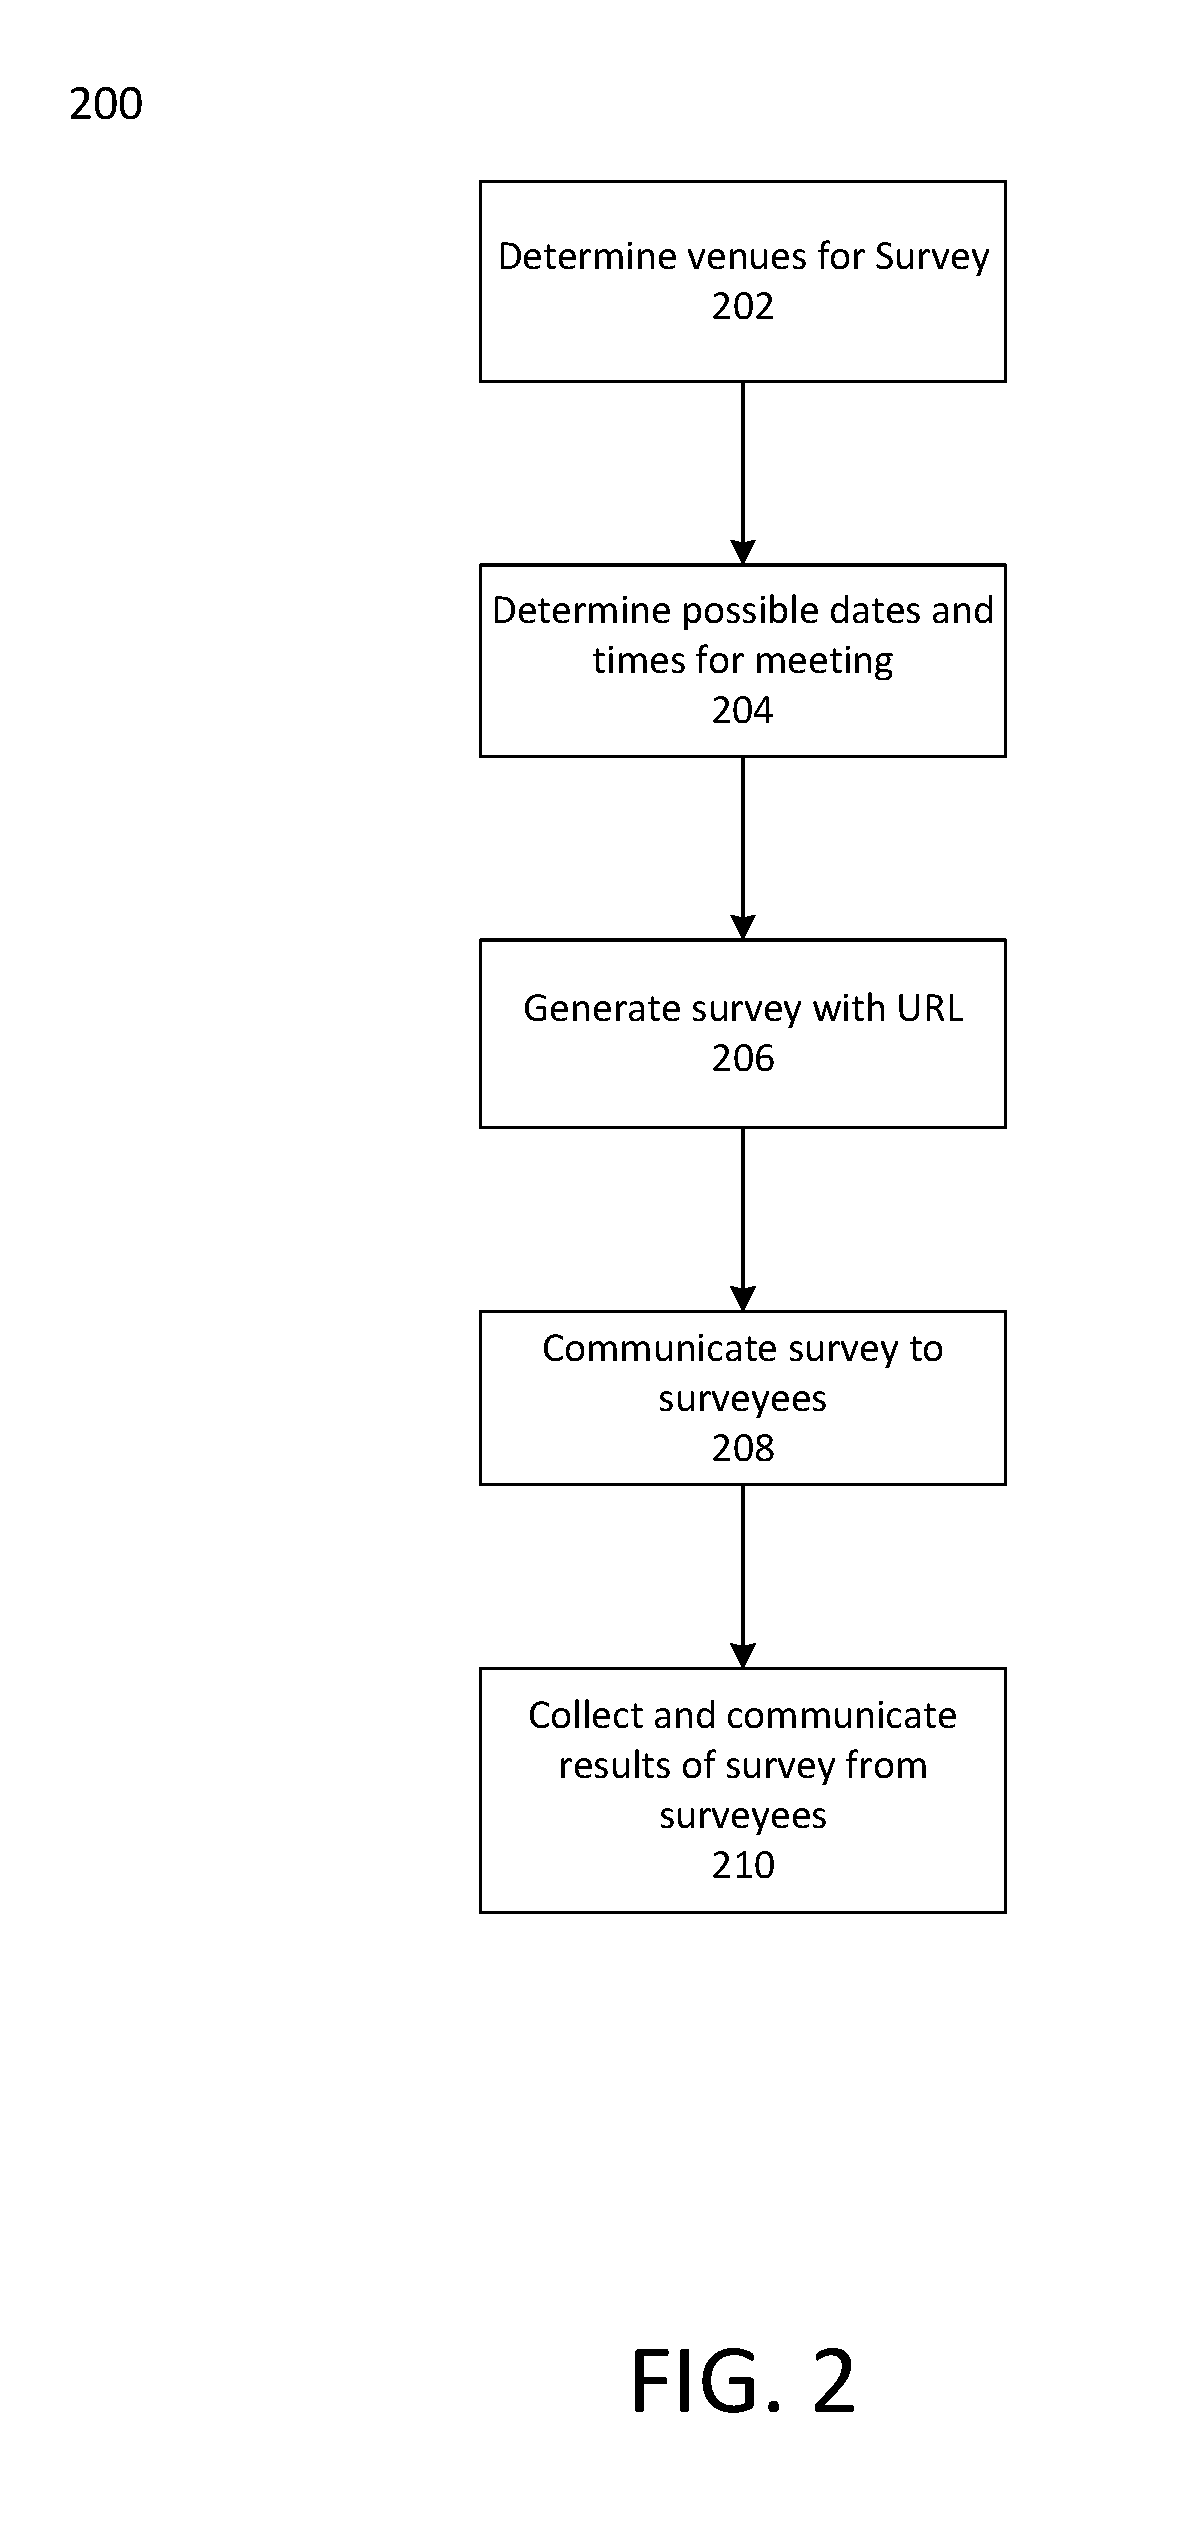 200
Determine venues for Survey
202
Determine possible dates and
times for meeting
204
Generate survey with URL
206
Communicate survey to
surveyees
208
Collect and communicate
results of survey from
surveyees
210
FIG. 2